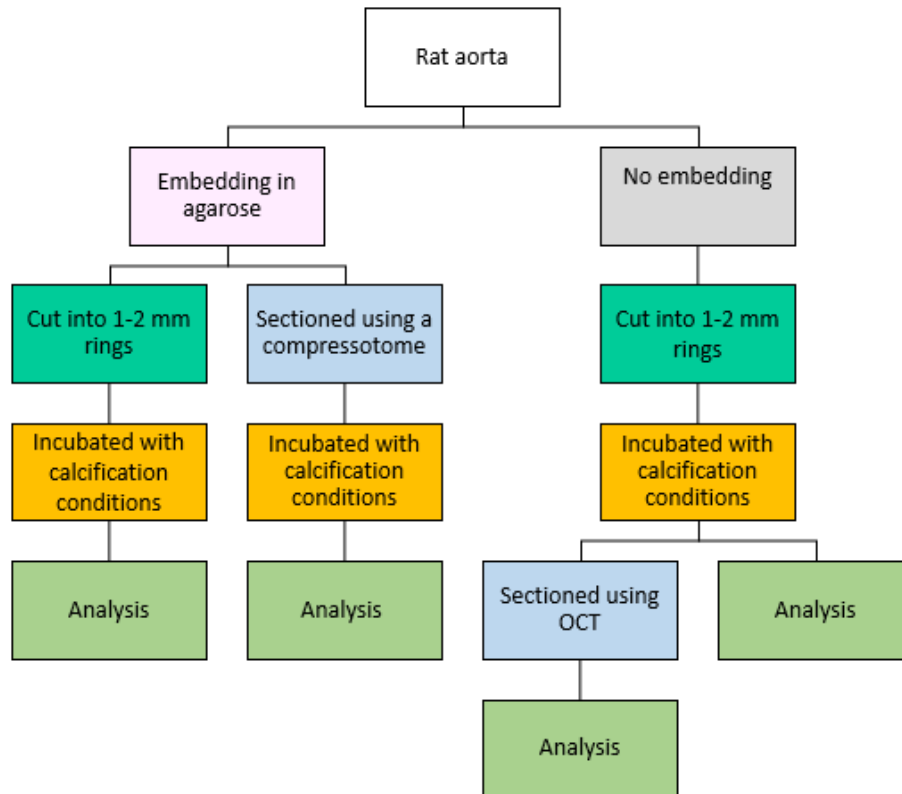 Rat aorta
Embedding in
agarose
No embedding
Cut into 1-2 mm
rings
Sectioned using a
compressotome
Cut into 1-2 mm
rings
Incubated with
calcification
conditions
Incubated with
calcification
conditions
Incubated with
calcification
conditions
Analysis
Analysis
Sectioned using
OCT
Analysis
Analysis